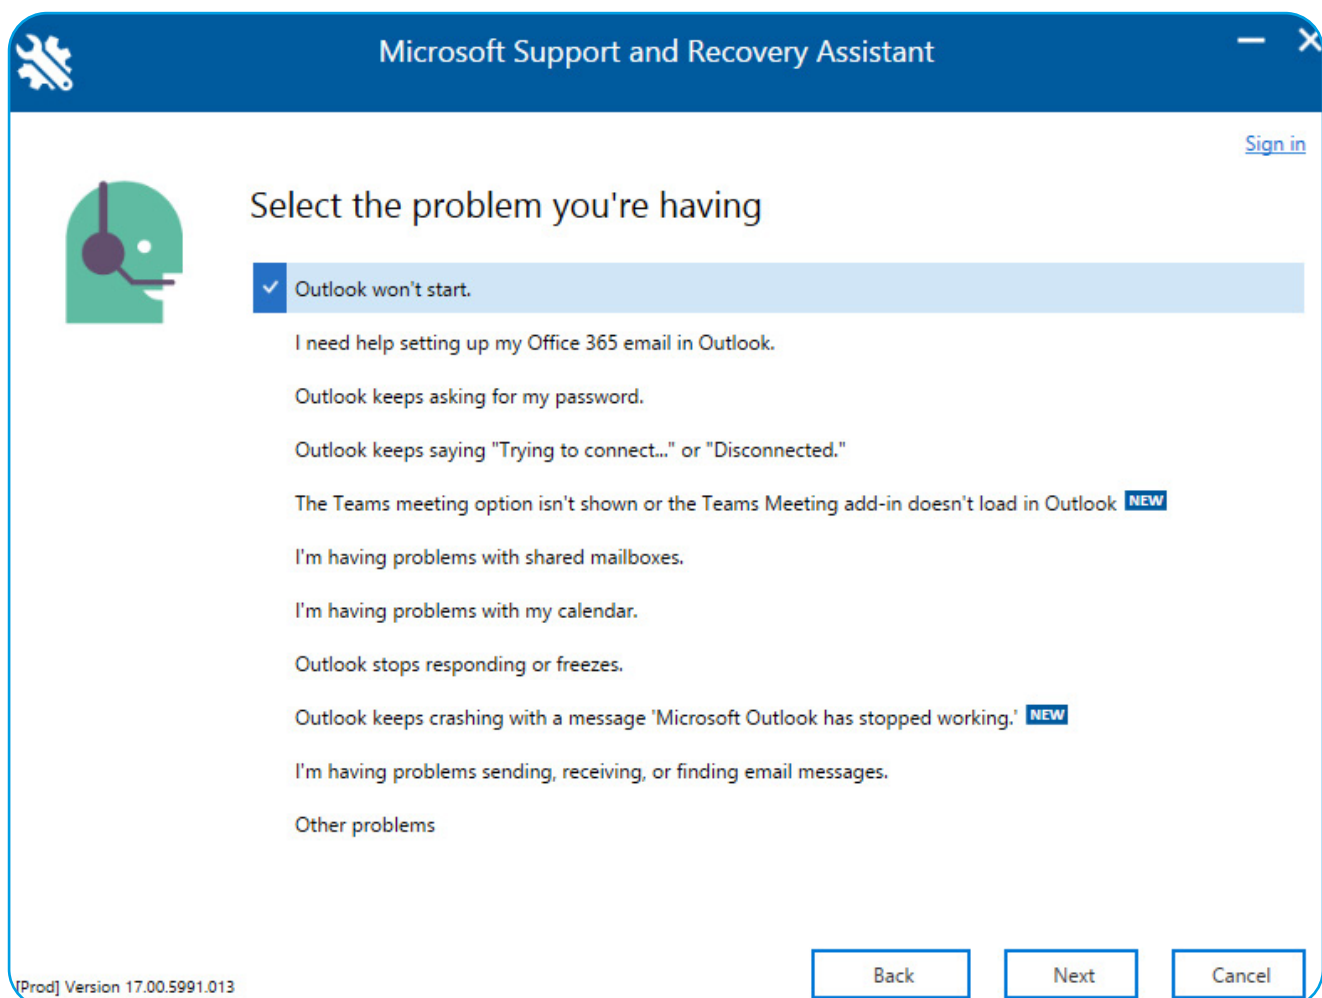 Microsoft Support and Recovery Assistant
Sign in
Select the problem you're having
Outlook won't start.
I need help setting up my Office 365 email in Outlook.
Outlook keeps asking for my password.
Outlook keeps saying "Trying to connect..." or "Disconnected."
The Teams meeting option isn't shown or the Teams Meeting add-in doesn't load in Outlook NEW
I'm having problems with shared mailboxes.
I'm having problems with my calendar.
Outlook stops responding or freezes.
Outlook keeps crashing with a message 'Microsoft Outlook has stopped working.' NEW
I'm having problems sending, receiving, or finding email messages.
Other problems
Back Next Cancel
[Prod] Version 17.00.5991.013